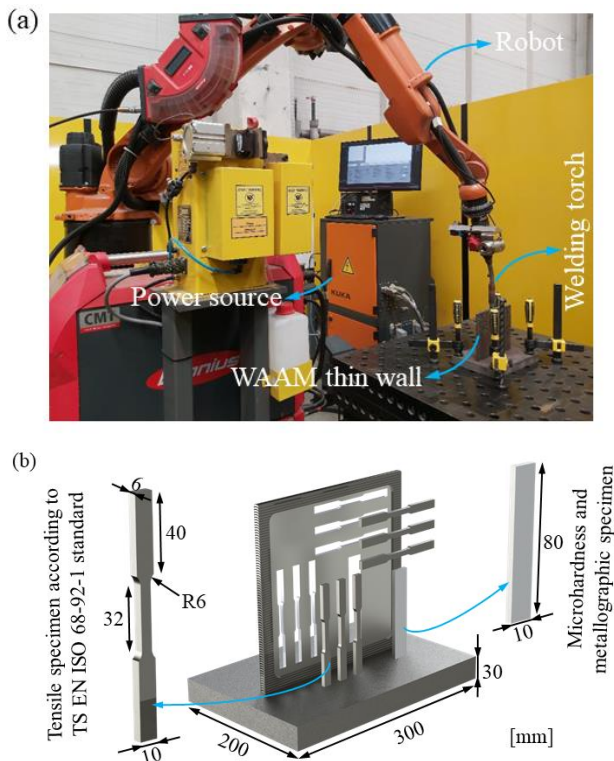 (a)
Robot
Power source
KUKA
Welding torch
CMT
WAAM thin wall
(b)
Tensile specimen according to
TS EN ISO 68-92-1 standard
6
40
R6
32
10
200
300
30
[mm]
80
10
Microhardness and
metallographic specimen